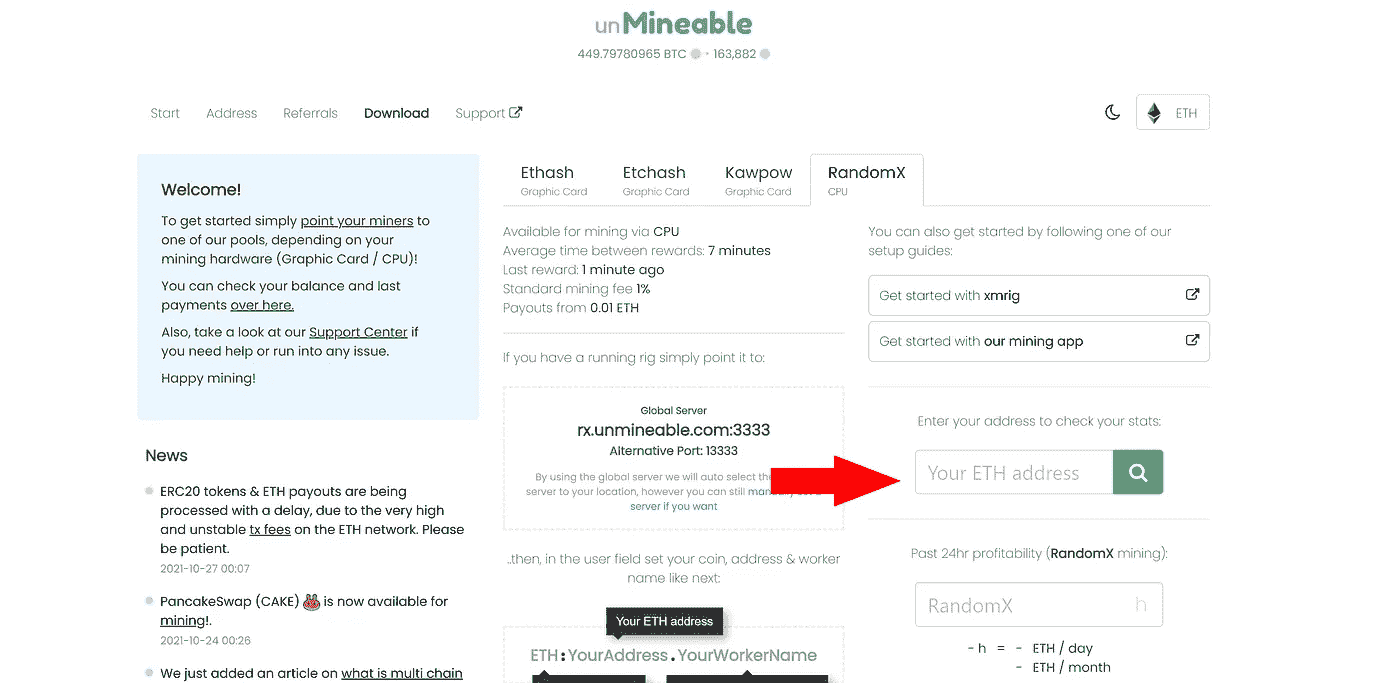 unMineable
449.79780965 BTC • 163,882
Start Address Referrals Download Support ETH
Welcome!
To get started simply point your miners to
one of our pools, depending on your
mining hardware (Graphic Card / CPU)!
You can check your balance and last
payments over here.
Also, take a look at our Support Center if
you need help or run into any issue.
Happy mining!
News
ERC20 tokens & ETH payouts are being
processed with a delay, due to the very high
and unstable tx fees on the ETH network. Please
be patient.
2021-10-27 00:07
PancakeSwap (CAKE) is now available for
mining!.
2021-10-24 00:26
We just added an article on what is multi chain
Ethash Etchash Kawpow RandomX
Graphic Card Graphic Card Graphic Card CPU
Available for mining via CPU
Average time between rewards: 7 minutes
Last reward: 1 minute ago
Standard mining fee 1%
Payouts from 0.01 ETH
If you have a running rig simply point it to:
Global Server
rx.unmineable.com:3333
Alternative Port: 13333
By using the global server we will auto select the
server to your location, however you can still
server if you want
..then, in the user field set your coin, address & worker
name like next:
Your ETH address
ETH:YourAddress.YourWorkerName
You can also get started by following one of our
setup guides:
Get started with xmrig
Get started with our mining app
Enter your address to check your stats:
Your ETH address
Past 24hr profitability (RandomX mining):
RandomX h
- h = - ETH / day
- ETH / month